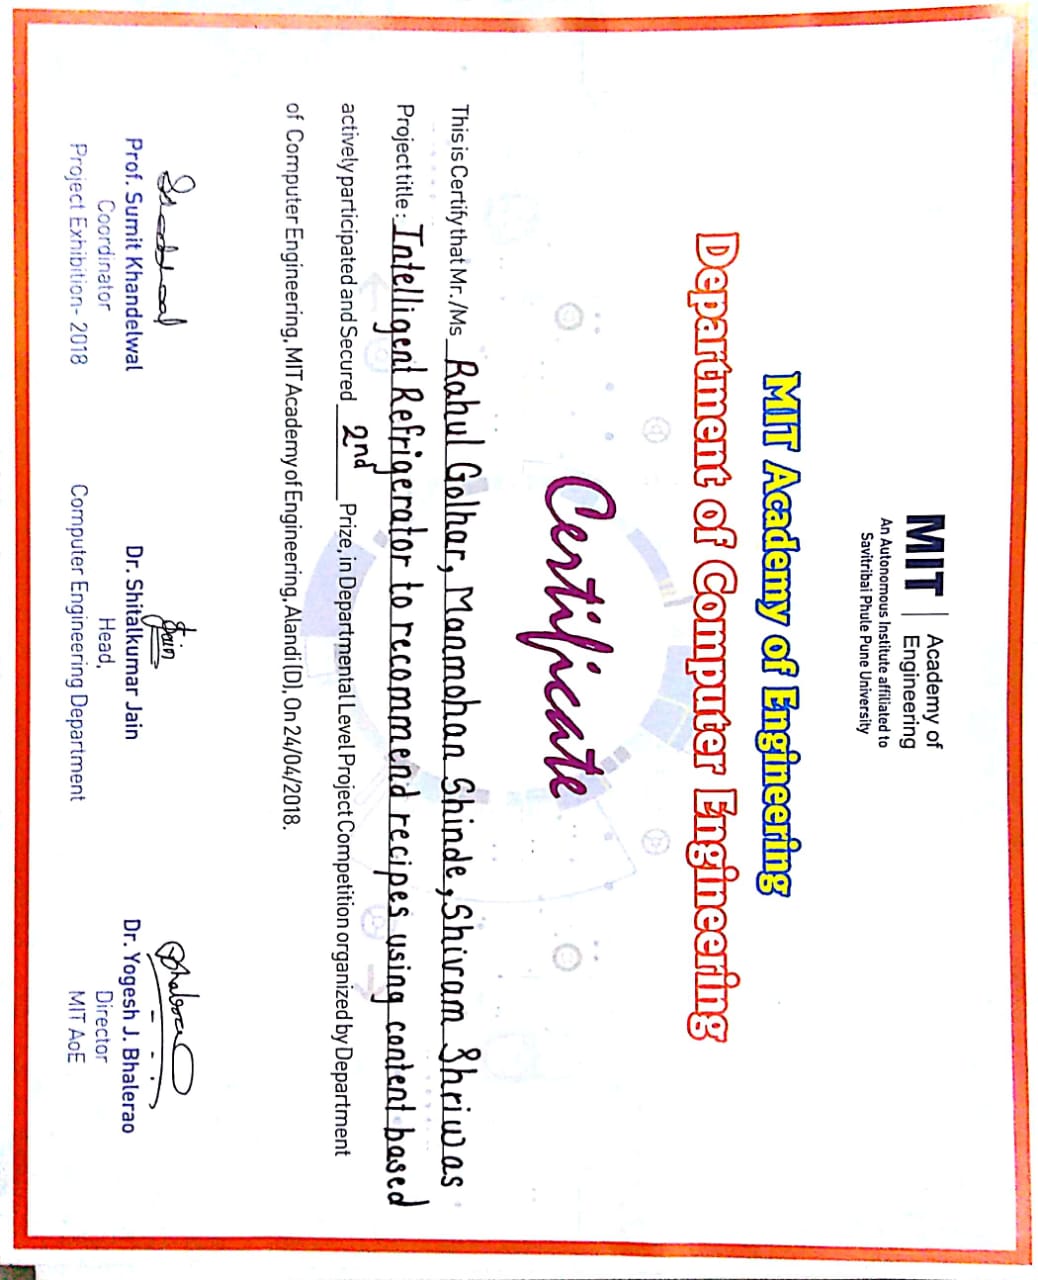 MIT Academy of
Engineering
An Autonomous Institute affiliated to
Savitribai Phule Pune University
MIT Academy of Engineering
Department of Computer Engineering
Certificate
This is Certify that Mr./Ms Rahul Golhar, Manmohan Shinde, Shivam Shriwas
Project title : Intelligent Refrigerator to recommend recipes using content based
actively participated and Secured 2nd Prize, in Departmental Level Project Competition organized by Department
of Computer Engineering, MIT Academy of Engineering, Alandi (D), On 24/04/2018.
Jain
Prof. Sumit Khandelwal Dr. Shitalkumar Jain Dr. Yogesh J. Bhalerao
Coordinator Head, Director
Project Exhibition- 2018 Computer Engineering Department MIT AoE